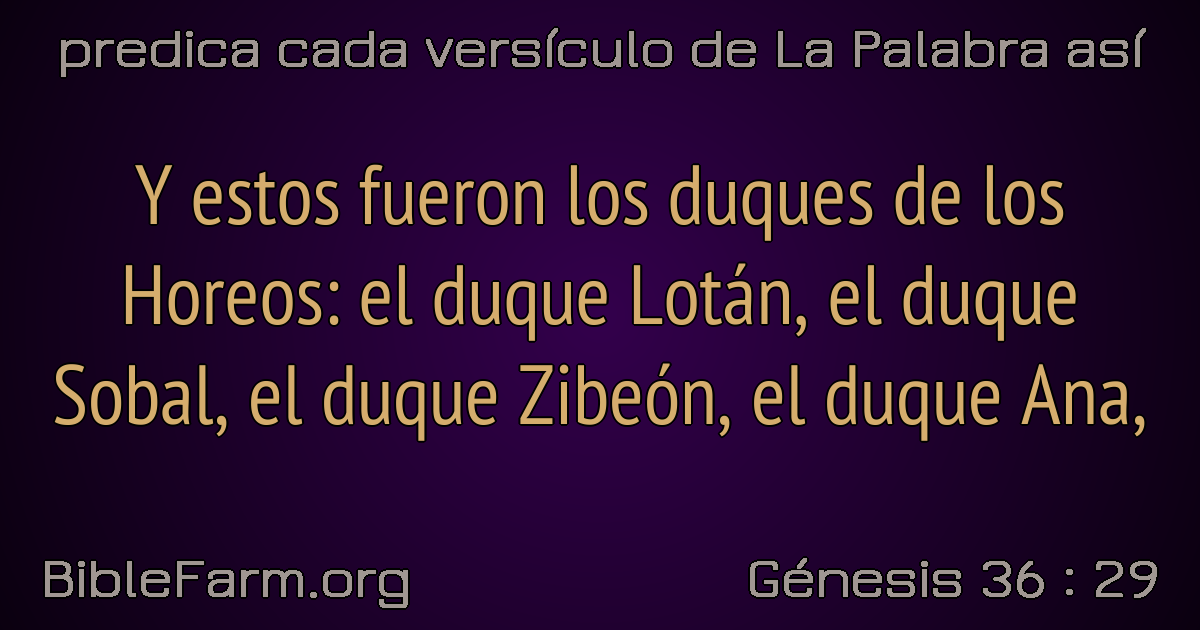 predica cada versículo de La Palabra así
Y estos fueron los duques de los
Horeos: el duque Lotán, el duque
Sobal, el duque Zibeón, el duque Ana,
BibleFarm.org
Génesis 36 : 29